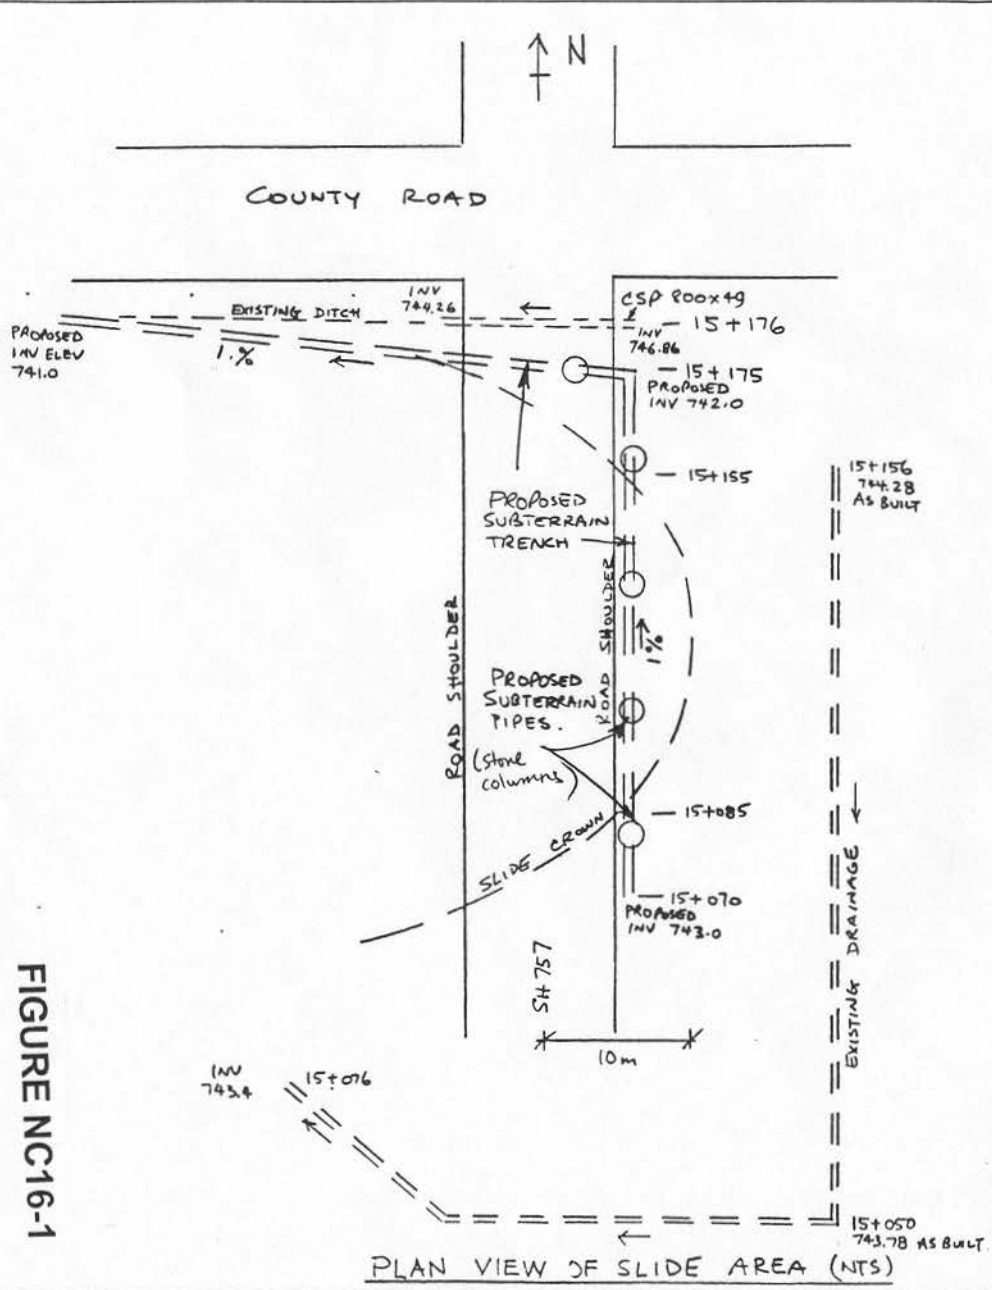 N
COUNTY ROAD
INV
744.26
EXISTING DITCH
CSP 800x49
INV
746.86
15+176
PROPOSED
INV ELEV
741.0
1.%
15+175
PROPOSED
INV 742.0
15+155
15+156
744.28
AS BUILT
PROPOSED
SUBTERRAIN
TRENCH
ROAD SHOULDER
ROAD SHOULDER
1%
PROPOSED
SUBTERRAIN
PIPES.
(stone
columns)
15+085
SLIDE CROWN
15+070
PROPOSED
INV 743.0
EXISTING DRAINAGE
SH 757
10m
INV
743.4
15+076
15+050
743.78 AS BUILT
PLAN VIEW OF SLIDE AREA (NTS)
FIGURE NC16-1